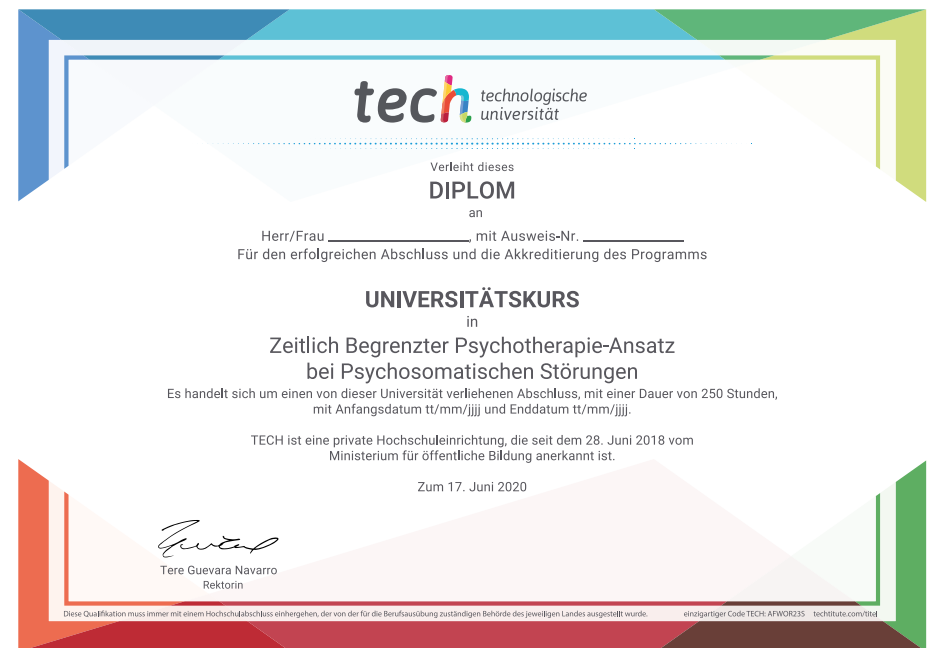 tech technologische
universität
Verleiht dieses
DIPLOM
an
Herr/Frau ____________________, mit Ausweis-Nr. ______________
Für den erfolgreichen Abschluss und die Akkreditierung des Programms
UNIVERSITÄTSKURS
in
Zeitlich Begrenzter Psychotherapie-Ansatz
bei Psychosomatischen Störungen
Es handelt sich um einen von dieser Universität verliehenen Abschluss, mit einer Dauer von 250 Stunden,
mit Anfangsdatum tt/mm/jjjj und Enddatum tt/mm/jjjj.
TECH ist eine private Hochschuleinrichtung, die seit dem 28. Juni 2018 vom
Ministerium für öffentliche Bildung anerkannt ist.
Zum 17. Juni 2020
Tere Guevara Navarro
Rektorin
Diese Qualifikation muss immer mit einem Hochschulabschluss einhergehen, der von der für die Berufsausübung zuständigen Behörde des jeweiligen Landes ausgestellt wurde. einzigartiger Code TECH: AFWOR23S techtitute.com/titel